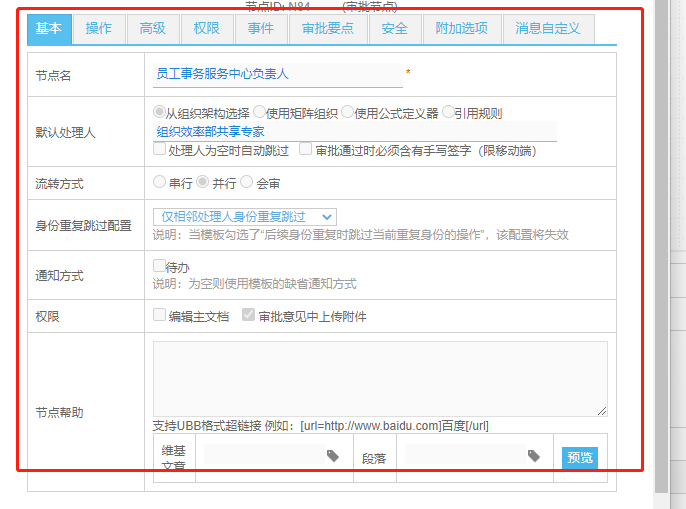 节点ID: N84 (审批节点)
基本 操作 高级 权限 事件 审批要点 安全 附加选项 消息自定义
节点名 员工事务服务中心负责人 *
默认处理人 从组织架构选择 使用矩阵组织 使用公式定义器 引用规则
组织效率部共享专家
处理人为空时自动跳过 审批通过时必须含有手写签字（限移动端）
流转方式 串行 并行 会审
身份重复跳过配置 仅相邻处理人身份重复跳过
说明：当模板勾选了“后续身份重复时跳过当前重复身份的操作”，该配置将失效
通知方式 待办
说明：为空则使用模板的缺省通知方式
权限 编辑主文档 审批意见中上传附件
节点帮助
支持UBB格式超链接 例如：[url=http://www.baidu.com]百度[/url]
维基文章 段落 预览